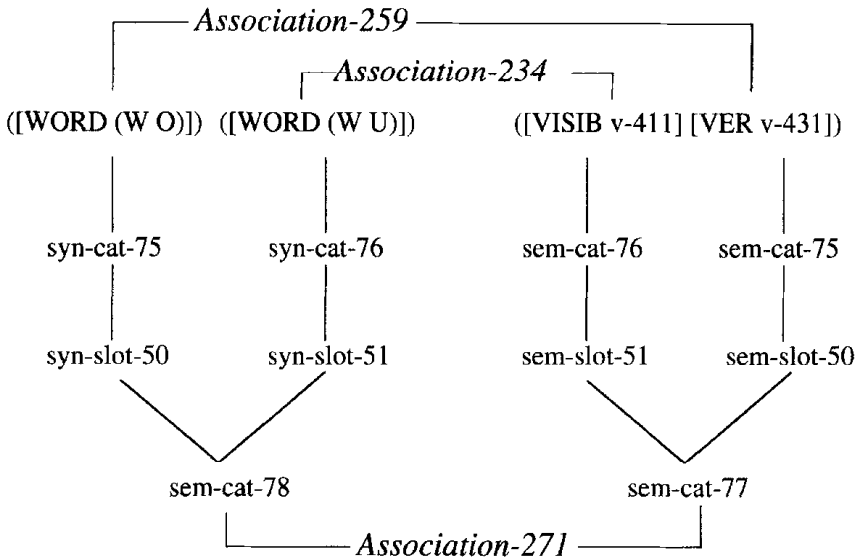 Association-259
Association-234
([WORD (W O)]) ([WORD (W U)]) ([VISIB v-411] [VER v-431])
syn-cat-75 syn-cat-76 sem-cat-76 sem-cat-75
syn-slot-50 syn-slot-51 sem-slot-51 sem-slot-50
sem-cat-78 sem-cat-77
Association-271